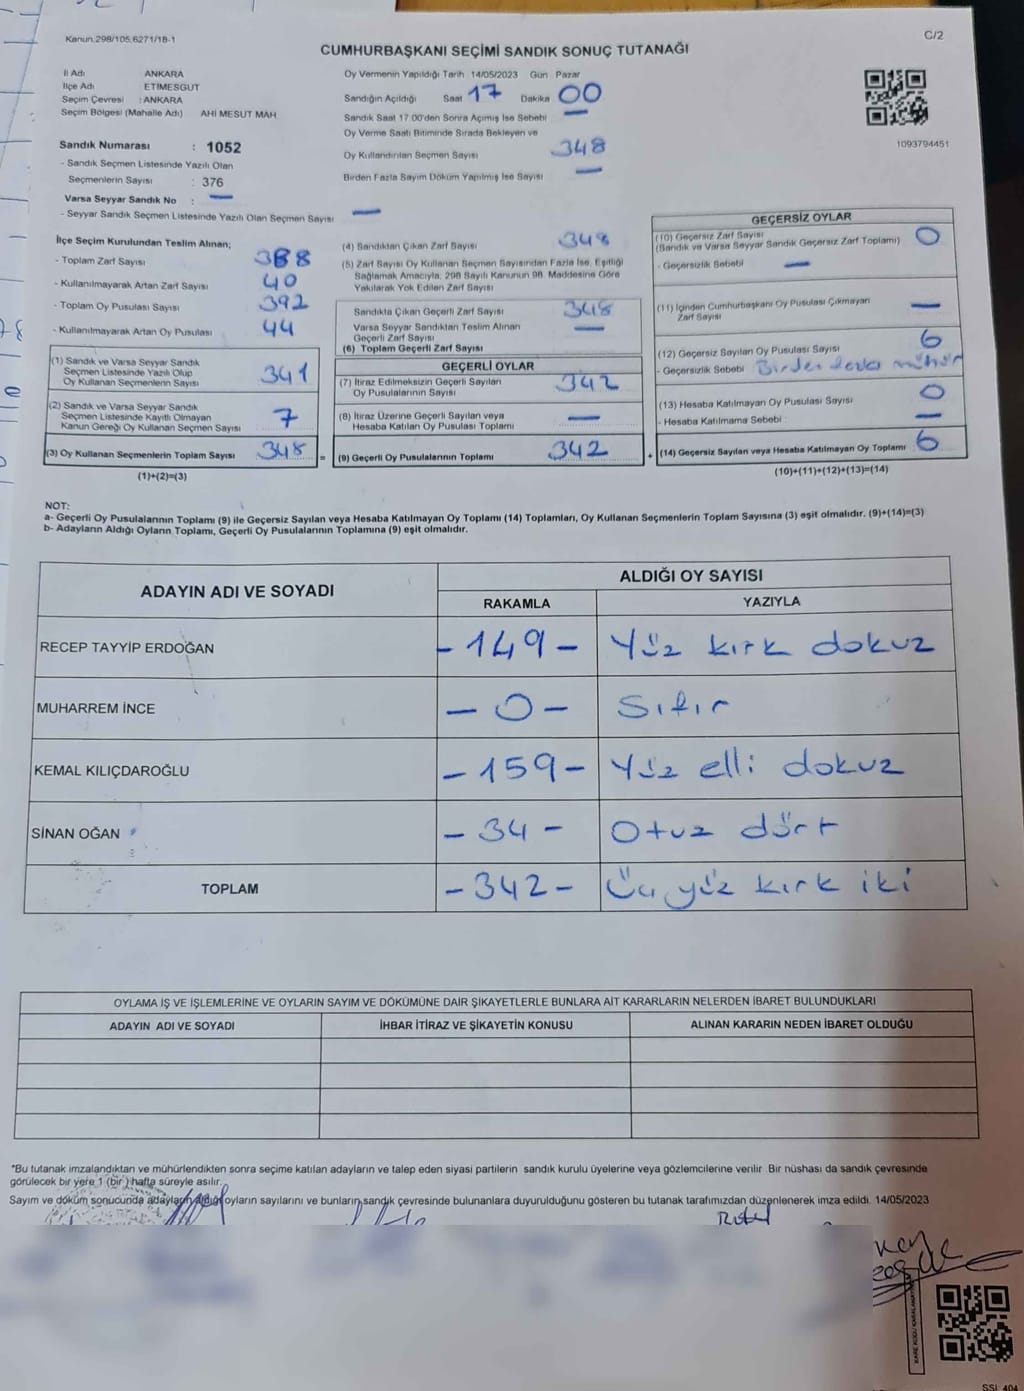 Kanun.298/105.6271/18-1
C/2
CUMHURBAŞKANI SEÇİMİ SANDIK SONUÇ TUTANAĞI
İl Adı ANKARA
İlçe Adı ETİMESGUT
Seçim Çevresi : ANKARA
Seçim Bölgesi (Mahalle Adı) AHİ MESUT MAH
Sandık Numarası : 1052
- Sandık Seçmen Listesinde Yazılı Olan
Seçmenlerin Sayısı : 376
Varsa Seyyar Sandık No : —
- Seyyar Sandık Seçmen Listesinde Yazılı Olan Seçmen Sayısı —
Oy Vermenin Yapıldığı Tarih 14/05/2023 Gün Pazar
Sandığın Açıldığı Saat 17 Dakika 00
Sandık Saat 17.00'den Sonra Açımış İse Sebebi —
Oy Verme Saati Bitiminde Sırada Bekleyen ve
Oy Kullandırılan Seçmen Sayısı 348
Birden Fazla Sayım Döküm Yapılmış İse Sayısı —
1093794451
İlçe Seçim Kurulundan Teslim Alınan;
- Toplam Zarf Sayısı 388
- Kullanılmayarak Artan Zarf Sayısı 40
- Toplam Oy Pusulası Sayısı 392
- Kullanılmayarak Artan Oy Pusulası 44
(1) Sandık ve Varsa Seyyar Sandık
Seçmen Listesinde Yazılı Olup
Oy Kullanan Seçmenlerin Sayısı 341
(2) Sandık ve Varsa Seyyar Sandık
Seçmen Listesinde Kayıtlı Olmayan
Kanun Gereği Oy Kullanan Seçmen Sayısı 7
(3) Oy Kullanan Seçmenlerin Toplam Sayısı 348 =
(1)+(2)=(3)
(4) Sandıktan Çıkan Zarf Sayısı 348
(5) Zarf Sayısı Oy Kullanan Seçmen Sayısından Fazla İse, Eşitliği
Sağlamak Amacıyla, 298 Sayılı Kanunun 98. Maddesine Göre
Yakılarak Yok Edilen Zarf Sayısı
Sandıkta Çıkan Geçerli Zarf Sayısı 348
Varsa Seyyar Sandıktan Teslim Alınan
Geçerli Zarf Sayısı —
(6) Toplam Geçerli Zarf Sayısı
GEÇERLİ OYLAR
(7) İtiraz Edilmeksizin Geçerli Sayılan
Oy Pusulalarının Sayısı 342
(8) İtiraz Üzerine Geçerli Sayılan veya
Hesaba Katılan Oy Pusulası Toplamı —
(9) Geçerli Oy Pusulalarının Toplamı 342 +
GEÇERSİZ OYLAR
(10) Geçersiz Zarf Sayısı
(Sandık ve Varsa Seyyar Sandık Geçersiz Zarf Toplamı) 0
- Geçersizlik Sebebi —
(11) İçinden Cumhurbaşkanı Oy Pusulası Çıkmayan
Zarf Sayısı —
(12) Geçersiz Sayılan Oy Pusulası Sayısı 6
- Geçersizlik Sebebi Birden mühür
(13) Hesaba Katılmayan Oy Pusulası Sayısı 0
- Hesaba Katılmama Sebebi —
(14) Geçersiz Sayılan veya Hesaba Katılmayan Oy Toplamı 6
(10)+(11)+(12)+(13)=(14)
NOT:
a- Geçerli Oy Pusulalarının Toplamı (9) ile Geçersiz Sayılan veya Hesaba Katılmayan Oy Toplamı (14) Toplamları, Oy Kullanan Seçmenlerin Toplam Sayısına (3) eşit olmalıdır. (9)+(14)=(3)
b- Adayların Aldığı Oyların Toplamı, Geçerli Oy Pusulalarının Toplamına (9) eşit olmalıdır.
ADAYIN ADI VE SOYADI
ALDIĞI OY SAYISI
RAKAMLA YAZIYLA
RECEP TAYYİP ERDOĞAN - 149 - Yüz kırk dokuz
MUHARREM İNCE - 0 - Sıfır
KEMAL KILIÇDAROĞLU - 159 - Yüz elli dokuz
SİNAN OĞAN - 34 - Otuz dört
TOPLAM - 342 - Üç yüz kırk iki
OYLAMA İŞ VE İŞLEMLERİNE VE OYLARIN SAYIM VE DÖKÜMÜNE DAİR ŞİKAYETLERLE BUNLARA AİT KARARLARIN NELERDEN İBARET BULUNDUKLARI
ADAYIN ADI VE SOYADI İHBAR İTİRAZ VE ŞİKAYETİN KONUSU ALINAN KARARIN NEDEN İBARET OLDUĞU
*Bu tutanak imzalandıktan ve mühürlendikten sonra seçime katılan adayların ve talep eden siyasi partilerin sandık kurulu üyelerine veya gözlemcilerine verilir. Bir nüshası da sandık çevresinde
görülecek bir yere 1 (bir) hafta süreyle asılır.
Sayım ve döküm sonucunda adayların aldığı oyların sayılarını ve bunların sandık çevresinde bulunanlara duyurulduğunu gösteren bu tutanak tarafımızdan düzenlenerek imza edildi. 14/05/2023